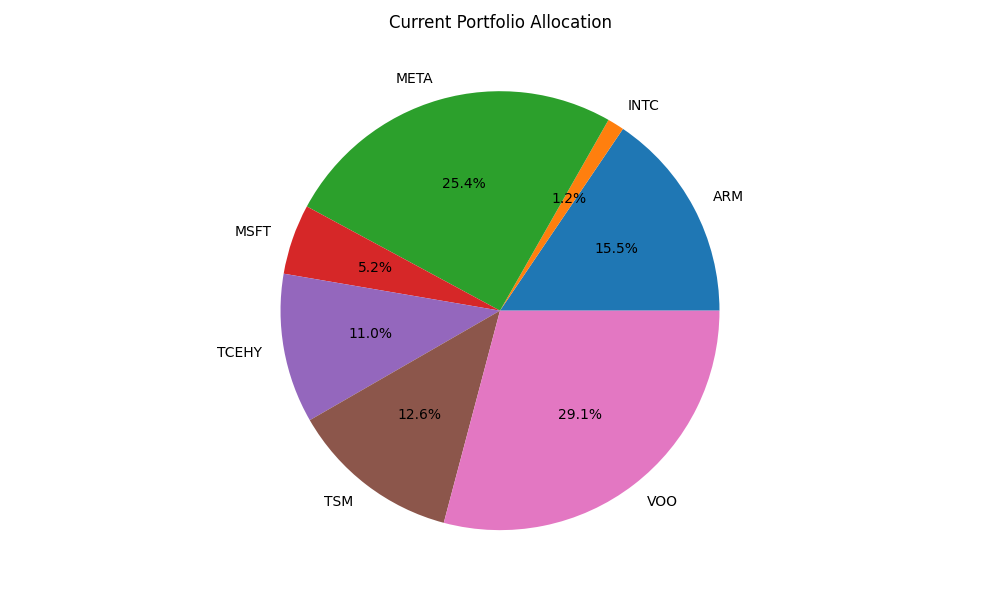 Current Portfolio Allocation
META
INTC
1.2%
25.4%
ARM
15.5%
MSFT
5.2%
11.0%
TCEHY
12.6%
29.1%
TSM
VOO